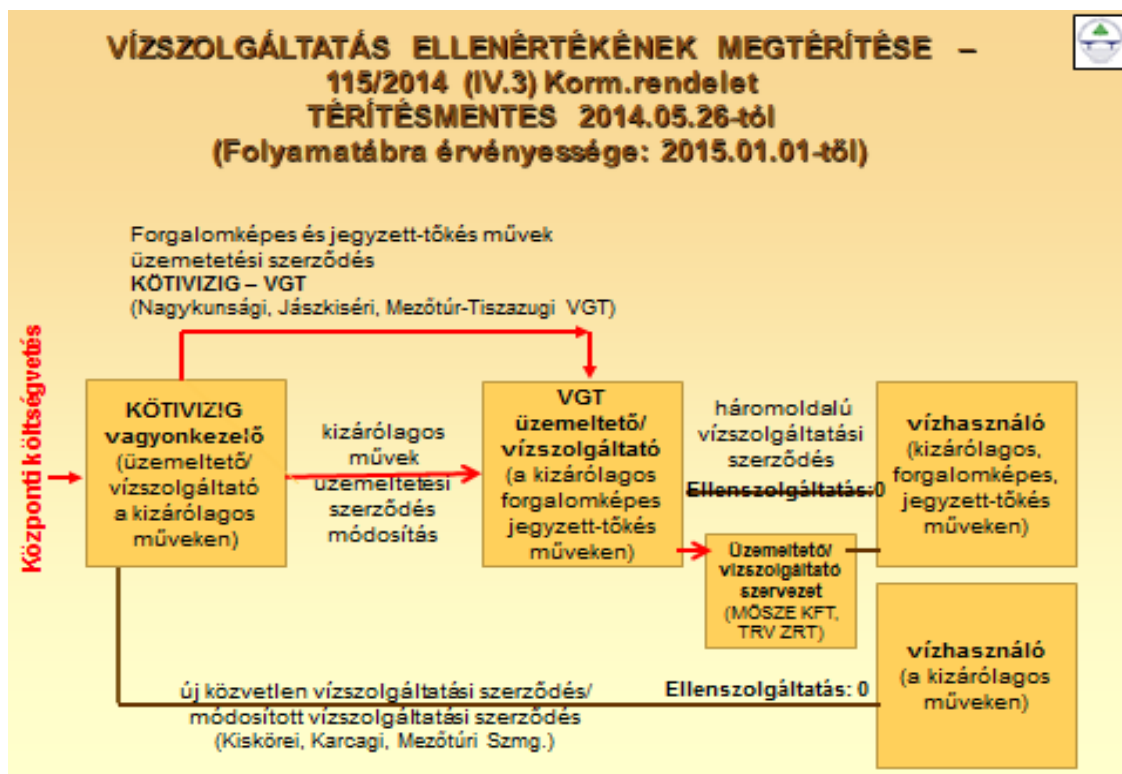 VÍZSZOLGÁLTATÁS ELLENÉRTÉKÉNEK MEGTÉRÍTÉSE –
115/2014 (IV.3) Korm.rendelet
TÉRÍTÉSMENTES 2014.05.26-tól
(Folyamatábra érvényessége: 2015.01.01-től)
Forgalomképes és jegyzett-tőkés művek
üzemetetési szerződés
KÖTIVIZIG – VGT
(Nagykunsági, Jászkiséri, Mezőtúr-Tiszazugi VGT)
Központi költségvetés
KÖTIVIZIG
vagyonkezelő
(üzemeltető/
vízszolgáltató
a kizárólagos
műveken)
kizárólagos
művek
üzemeltetési
szerződés
módosítás
VGT
üzemeltető/
vízszolgáltató
(a kizárólagos
forgalomképes
jegyzett-tőkés
műveken)
háromoldalú
vízszolgáltatási
szerződés
Ellenszolgáltatás:0
vízhasználó
(kizárólagos,
forgalomképes,
jegyzett-tőkés
műveken)
Üzemeltető/
vízszolgáltató
szervezet
(MÖSZE KFT,
TRV ZRT)
vízhasználó
(a kizárólagos
műveken)
új közvetlen vízszolgáltatási szerződés/
módosított vízszolgáltatási szerződés
(Kiskörei, Karcagi, Mezőtúri Szmg.)
Ellenszolgáltatás: 0